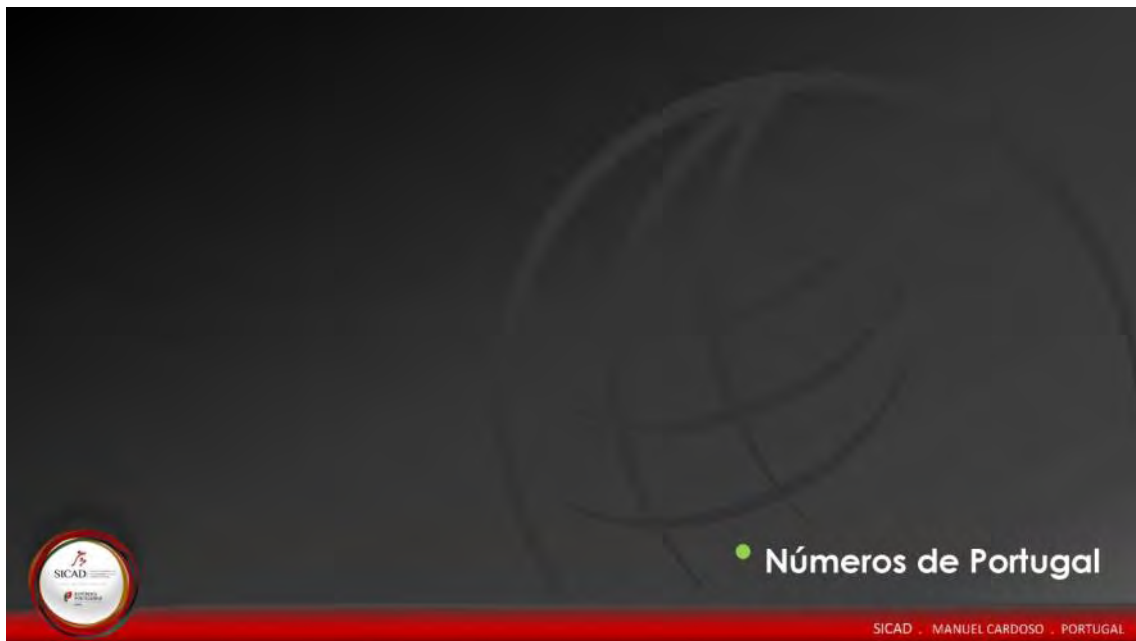 • Números de Portugal
SICAD
SICAD . MANUEL CARDOSO . PORTUGAL